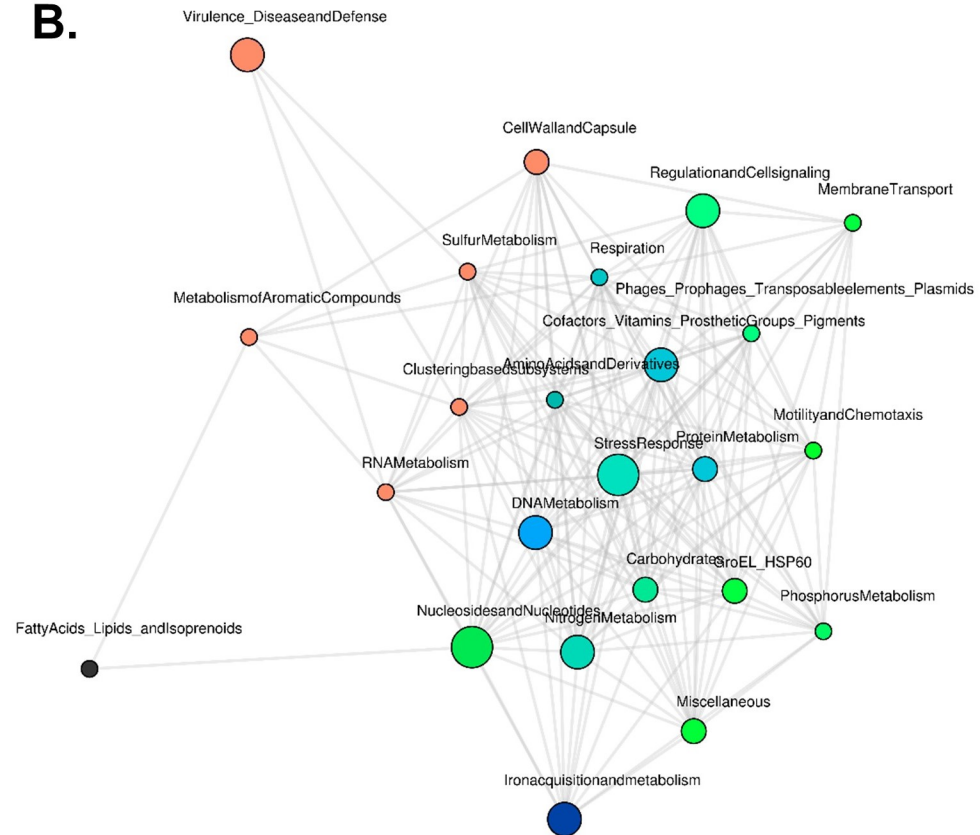 B.
Virulence_DiseaseandDefense
CellWallandCapsule
RegulationandCellsignaling
MembraneTransport
SulfurMetabolism
Respiration
Phages_Prophages_Transposableelements_Plasmids
MetabolismofAromaticCompounds
Cofactors_Vitamins_ProstheticGroups_Pigments
Clusteringbasedsubsystems
AminoAcidsandDerivatives
MotilityandChemotaxis
StressResponse
ProteinMetabolism
RNAMetabolism
DNAMetabolism
Carbohydrates
GroEL_HSP60
PhosphorusMetabolism
NucleosidesandNucleotides
NitrogenMetabolism
FattyAcids_Lipids_andIsoprenoids
Miscellaneous
Ironacquisitionandmetabolism